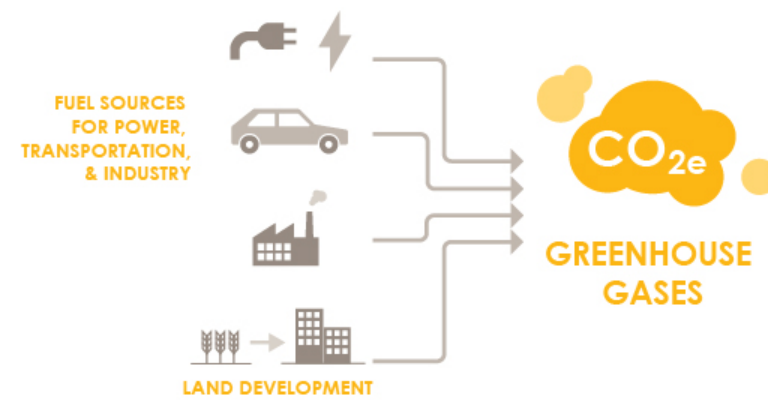 FUEL SOURCES
FOR POWER,
TRANSPORTATION,
& INDUSTRY
CO2e
GREENHOUSE
GASES
LAND DEVELOPMENT